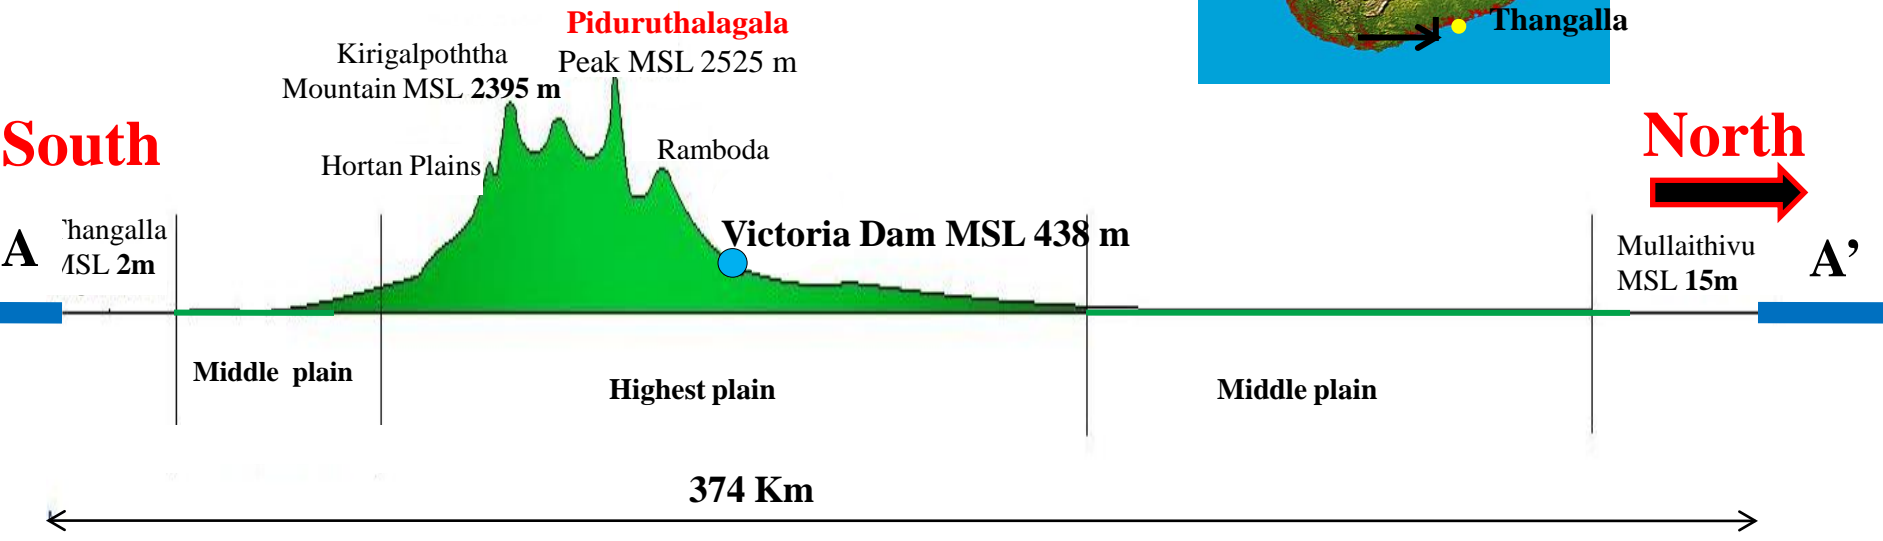 Thangalla
Piduruthalagala
Peak MSL 2525 m
Kirigalpoththa
Mountain MSL 2395 m
South
North
Hortan Plains
Ramboda
A
hangalla
MSL 2m
Victoria Dam MSL 438 m
Mullaithivu
MSL 15m
A’
Middle plain
Highest plain
Middle plain
374 Km